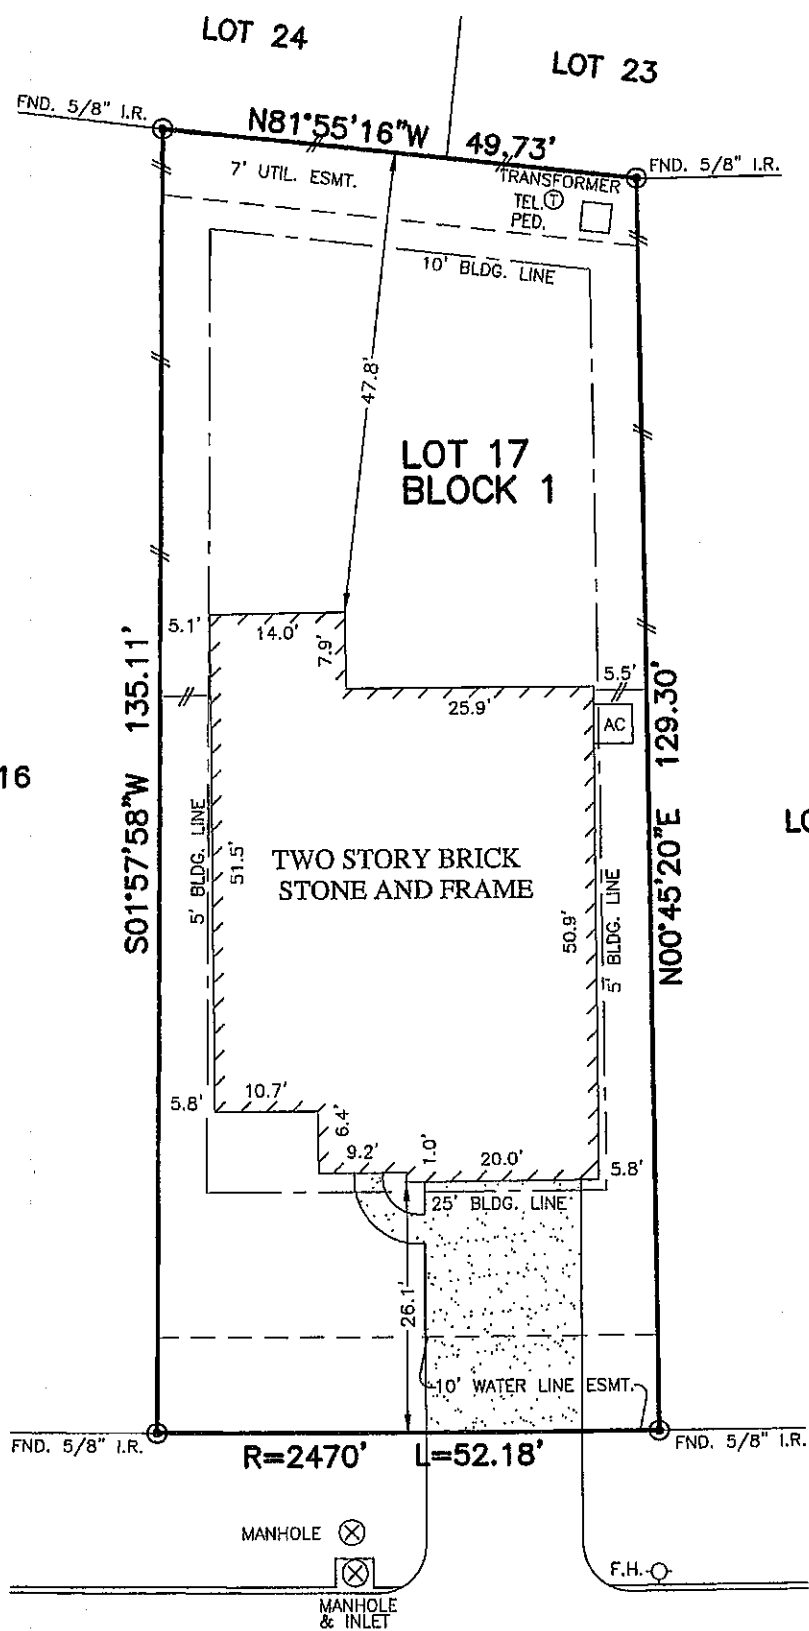 LOT 24
LOT 23
FND. 5/8" I.R.
N81°55'16"W 49.73'
FND. 5/8" I.R.
7' UTIL. ESMT.
TRANSFORMER
TEL. T
PED.
10' BLDG. LINE
47.8'
LOT 17
BLOCK 1
5.1'
14.0'
7.9'
5.5'
25.9'
AC
S01°57'58"W 135.11'
N00°45'20"E 129.30'
16
LO
5' BLDG. LINE
51.5'
TWO STORY BRICK
STONE AND FRAME
50.9'
5' BLDG. LINE
5.8'
10.7'
6.4'
9.2'
1.0'
20.0'
5.8'
25' BLDG. LINE
26.1'
10' WATER LINE ESMT.
FND. 5/8" I.R.
R=2470' L=52.18'
FND. 5/8" I.R.
MANHOLE
F.H.
MANHOLE
& INLET